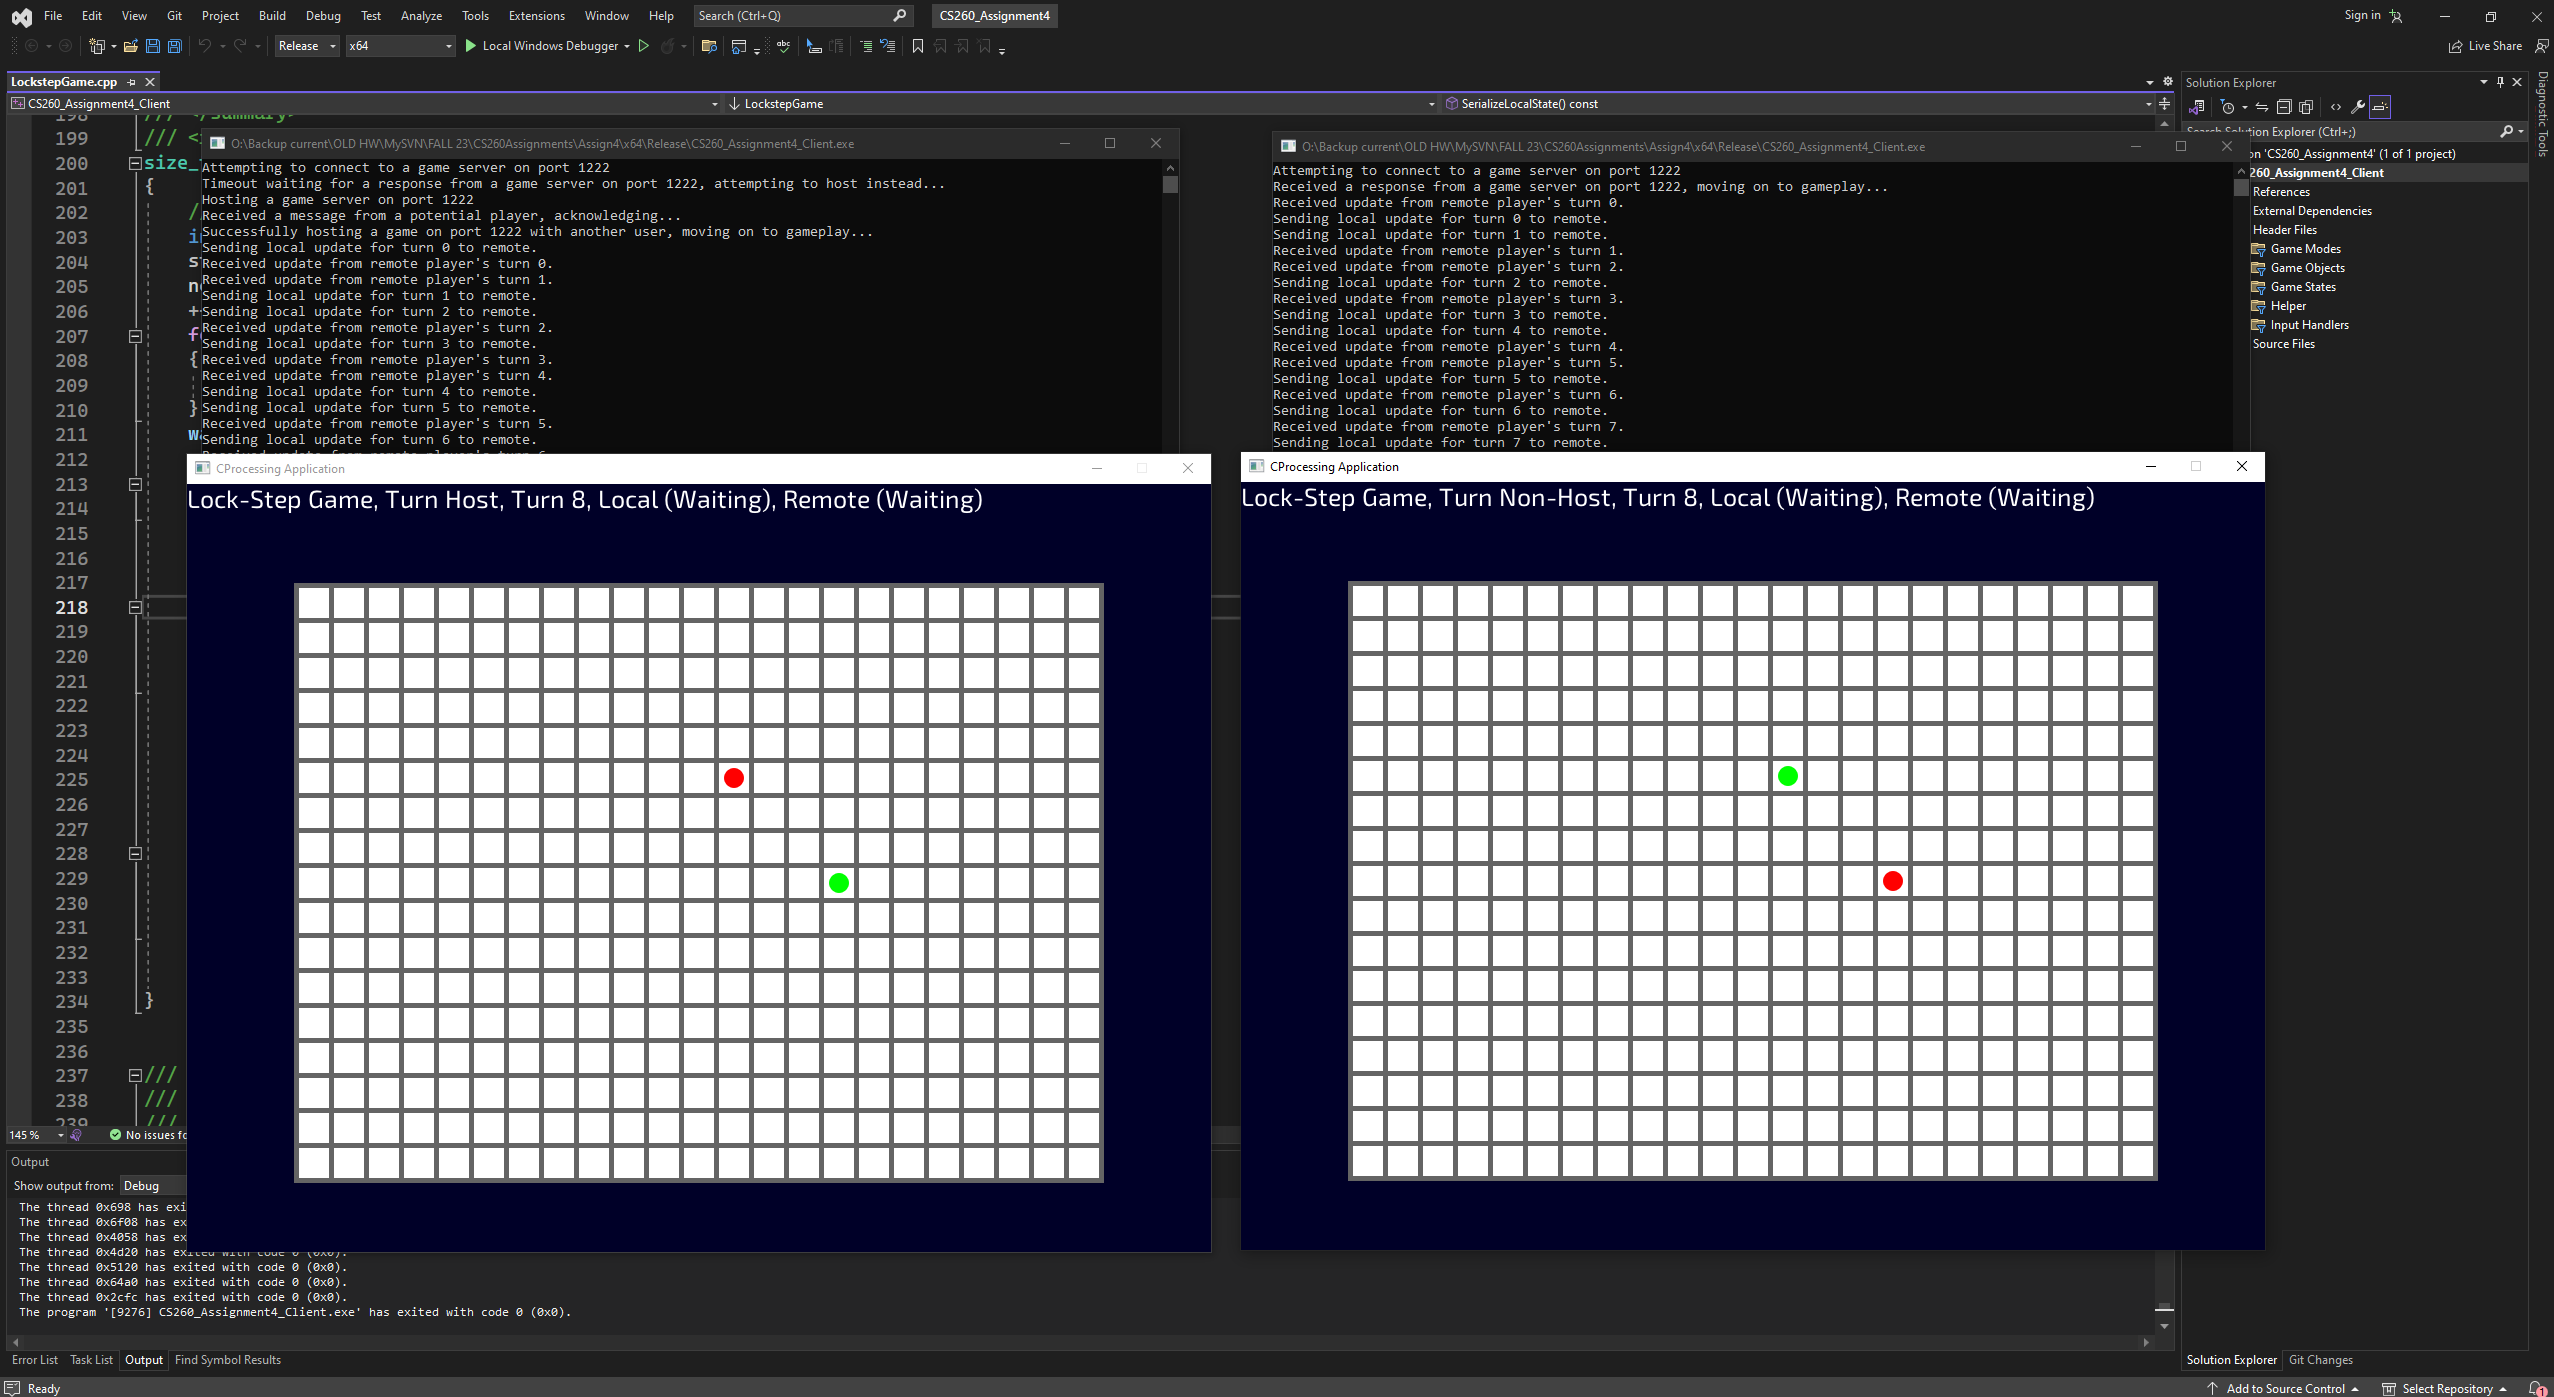 File Edit View Git Project Build Debug Test Analyze Tools Extensions Window Help Search (Ctrl+Q) CS260_Assignment4 Sign in
Release x64 Local Windows Debugger Live Share
LockstepGame.cpp
CS260_Assignment4_Client LockstepGame SerializeLocalState() const
198 /// </summary>
199 /// <
200 size_
201 {
202
203
204
205
206
207
208 {
209
210 }
211
212
213
214
215
216
217
218
219
220
221
222
223
224
225
226
227
228
229
230
231
232
233
234 }
235
236
237 ///
238 ///
239 ///
145 % No issues fo
O:\Backup current\OLD HW\MySVN\FALL 23\CS260Assignments\Assign4\x64\Release\CS260_Assignment4_Client.exe
Attempting to connect to a game server on port 1222
Timeout waiting for a response from a game server on port 1222, attempting to host instead...
Hosting a game server on port 1222
Received a message from a potential player, acknowledging...
Successfully hosting a game on port 1222 with another user, moving on to gameplay...
Sending local update for turn 0 to remote.
Received update from remote player's turn 0.
Received update from remote player's turn 1.
Sending local update for turn 1 to remote.
Sending local update for turn 2 to remote.
Received update from remote player's turn 2.
Sending local update for turn 3 to remote.
Received update from remote player's turn 3.
Received update from remote player's turn 4.
Sending local update for turn 4 to remote.
Sending local update for turn 5 to remote.
Received update from remote player's turn 5.
Sending local update for turn 6 to remote.
O:\Backup current\OLD HW\MySVN\FALL 23\CS260Assignments\Assign4\x64\Release\CS260_Assignment4_Client.exe
Attempting to connect to a game server on port 1222
Received a response from a game server on port 1222, moving on to gameplay...
Received update from remote player's turn 0.
Sending local update for turn 0 to remote.
Sending local update for turn 1 to remote.
Received update from remote player's turn 1.
Received update from remote player's turn 2.
Sending local update for turn 2 to remote.
Received update from remote player's turn 3.
Sending local update for turn 3 to remote.
Sending local update for turn 4 to remote.
Received update from remote player's turn 4.
Received update from remote player's turn 5.
Sending local update for turn 5 to remote.
Received update from remote player's turn 6.
Sending local update for turn 6 to remote.
Received update from remote player's turn 7.
Sending local update for turn 7 to remote.
CProcessing Application
Lock-Step Game, Turn Host, Turn 8, Local (Waiting), Remote (Waiting)
CProcessing Application
Lock-Step Game, Turn Non-Host, Turn 8, Local (Waiting), Remote (Waiting)
Solution Explorer
Search Solution Explorer (Ctrl+;)
on 'CS260_Assignment4' (1 of 1 project)
260_Assignment4_Client
References
External Dependencies
Header Files
Game Modes
Game Objects
Game States
Helper
Input Handlers
Source Files
Diagnostic Tools
Output
Show output from: Debug
The thread 0x698 has exi
The thread 0x6f08 has ex
The thread 0x4058 has ex
The thread 0x4d20 has exited with code 0 (0x0).
The thread 0x5120 has exited with code 0 (0x0).
The thread 0x64a0 has exited with code 0 (0x0).
The thread 0x2cfc has exited with code 0 (0x0).
The program '[9276] CS260_Assignment4_Client.exe' has exited with code 0 (0x0).
Error List Task List Output Find Symbol Results
Solution Explorer Git Changes
Ready Add to Source Control Select Repository 1